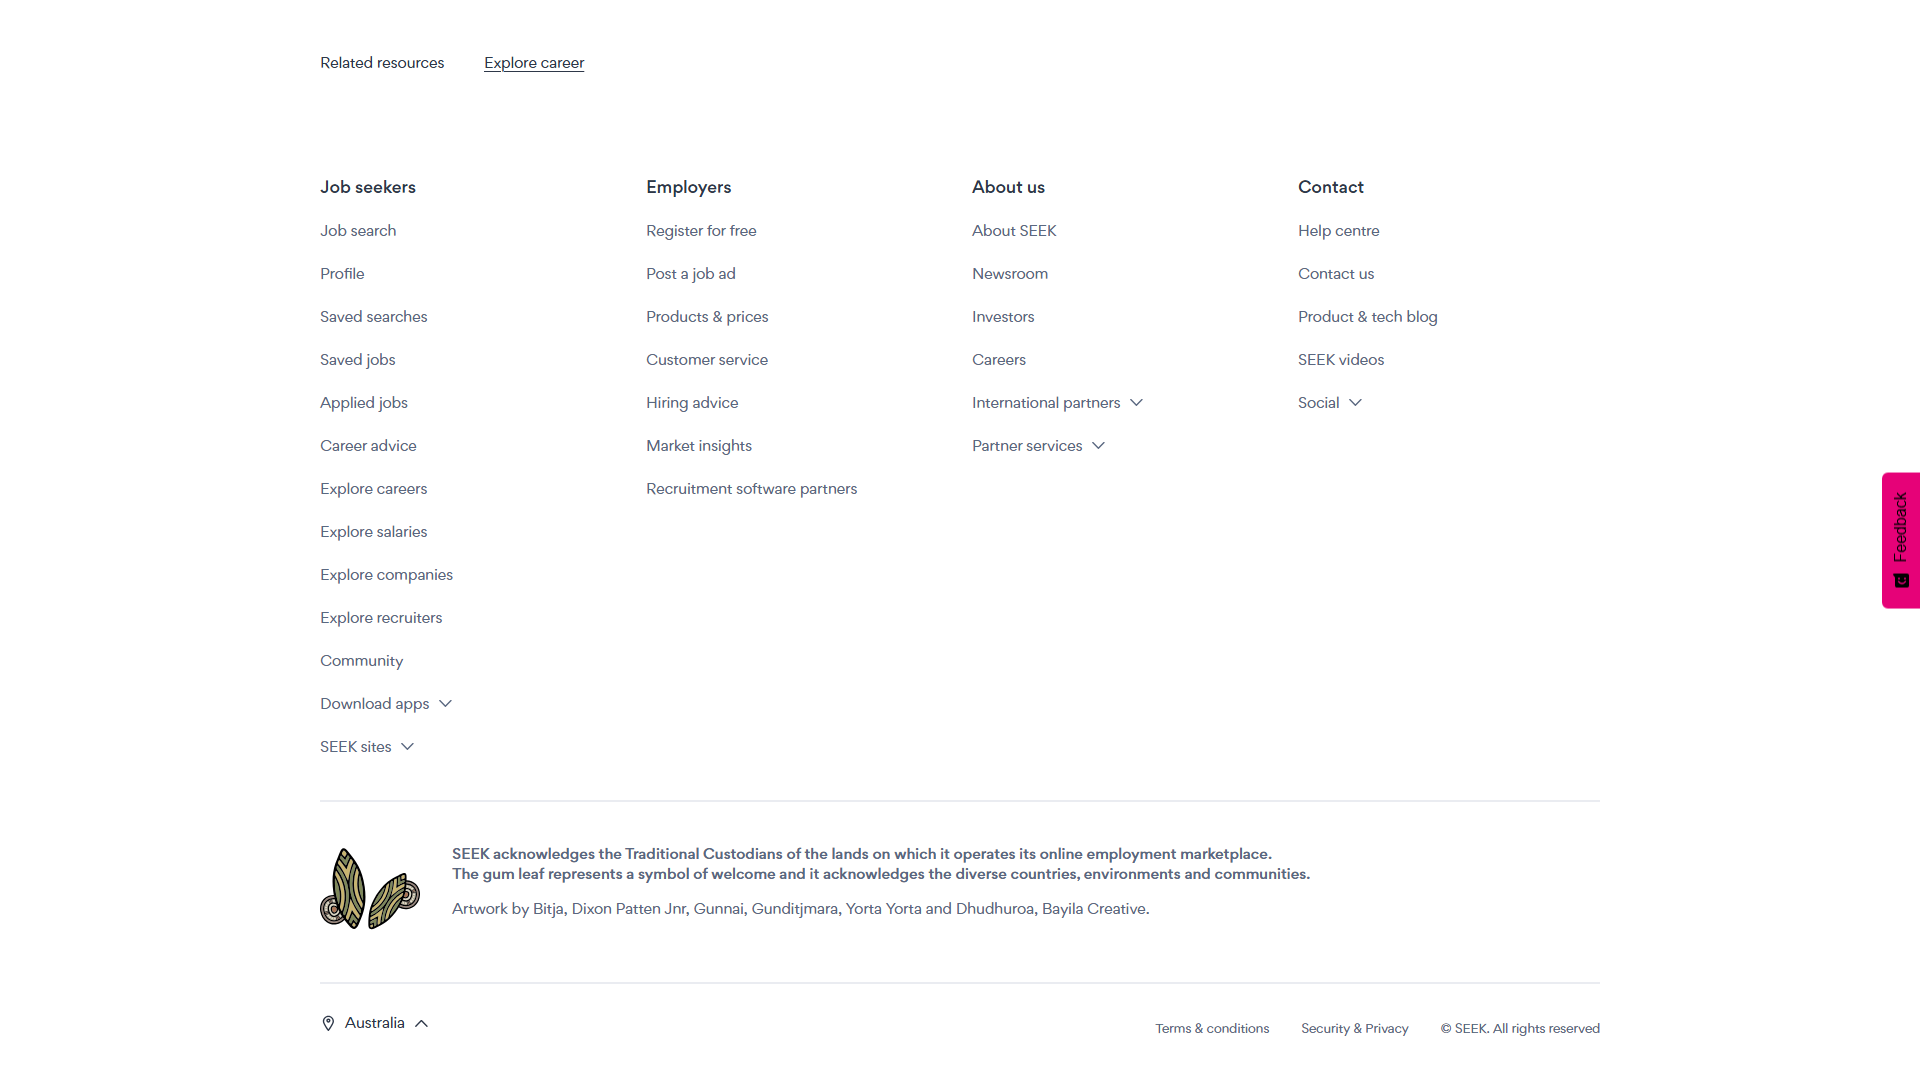 Related resources
Explore career
Job seekers
Job search
Profile
Saved searches
Saved jobs
Applied jobs
Career advice
Explore careers
Explore salaries
Explore companies
Explore recruiters
Community
Download apps
SEEK sites
Employers
Register for free
Post a job ad
Products & prices
Customer service
Hiring advice
Market insights
Recruitment software partners
About us
About SEEK
Newsroom
Investors
Careers
International partners
Partner services
Contact
Help centre
Contact us
Product & tech blog
SEEK videos
Social
Feedback
SEEK acknowledges the Traditional Custodians of the lands on which it operates its online employment marketplace.
The gum leaf represents a symbol of welcome and it acknowledges the diverse countries, environments and communities.
Artwork by Bitja, Dixon Patten Jnr, Gunnai, Gunditjmara, Yorta Yorta and Dhudhuroa, Bayila Creative.
Australia
Terms & conditions
Security & Privacy
© SEEK. All rights reserved